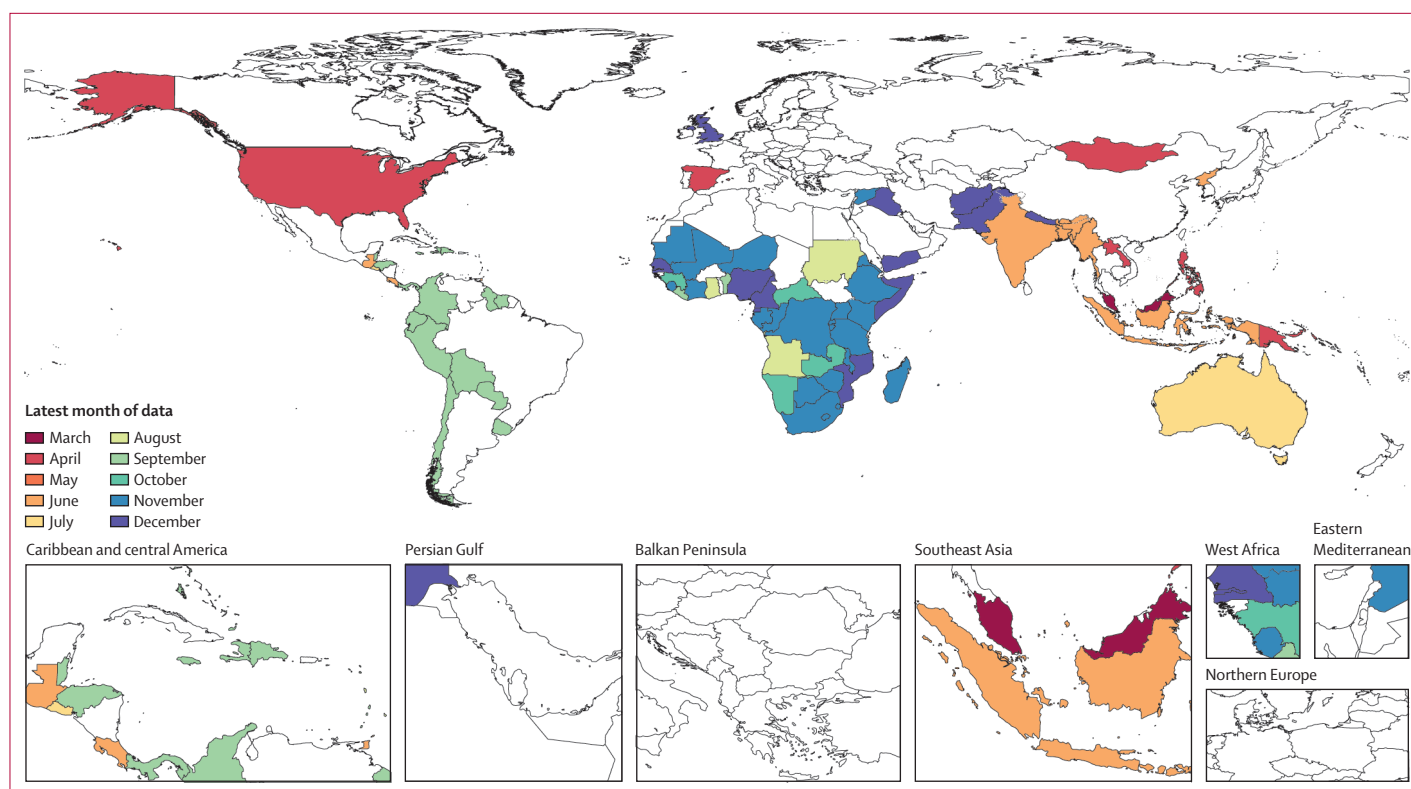 Latest month of data
March
April
May
June
July
August
September
October
November
December
Caribbean and central America
Persian Gulf
Balkan Peninsula
Southeast Asia
West Africa
Eastern
Mediterranean
Northern Europe